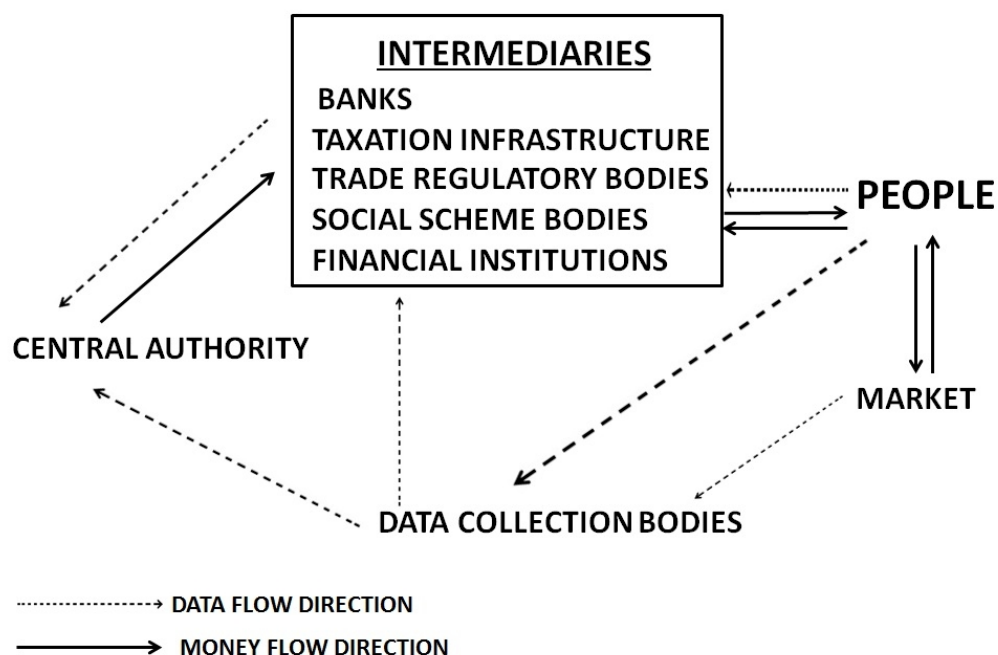 INTERMEDIARIES
BANKS
TAXATION INFRASTRUCTURE
TRADE REGULATORY BODIES
SOCIAL SCHEME BODIES
FINANCIAL INSTITUTIONS
PEOPLE
CENTRAL AUTHORITY
MARKET
DATA COLLECTION BODIES
DATA FLOW DIRECTION
MONEY FLOW DIRECTION